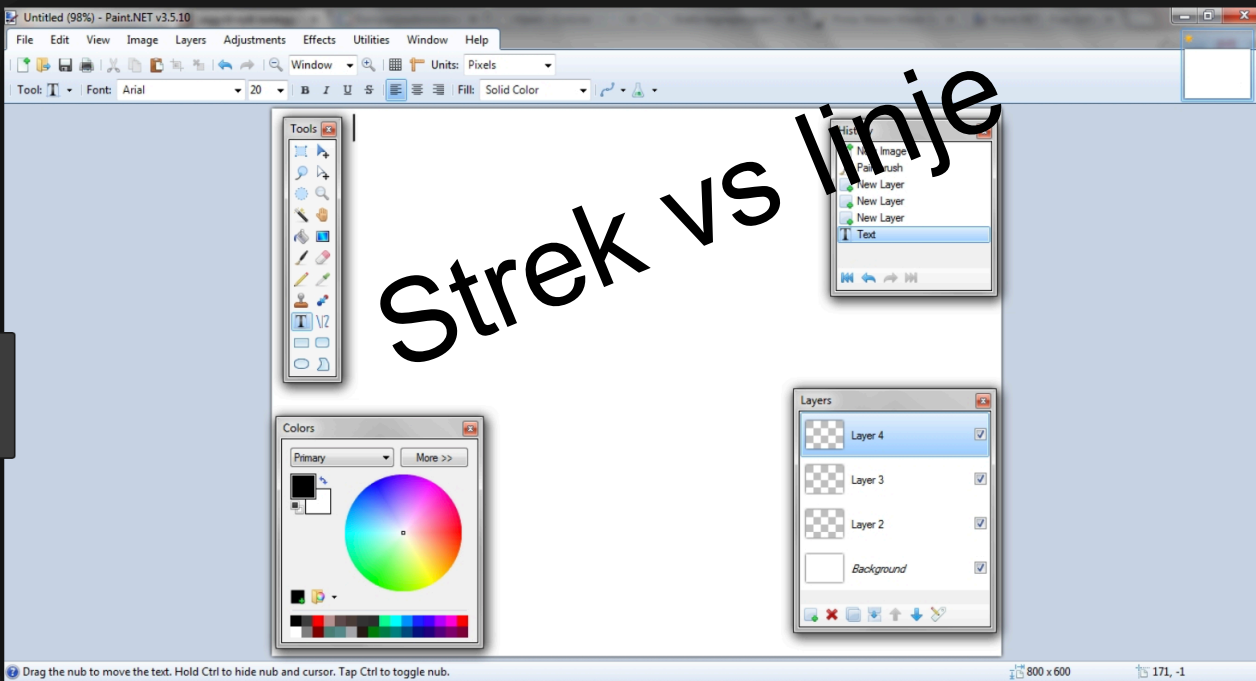 Untitled (98%) - Paint.NET v3.5.10
File Edit View Image Layers Adjustments Effects Utilities Window Help
Window Units: Pixels
Tool: T Font: Arial 20 B I U S Fill: Solid Color
Tools
Strek vs linje
History
New Image
Paintbrush
New Layer
New Layer
New Layer
Text
Colors
Primary More >>
Layers
Layer 4
Layer 3
Layer 2
Background
Drag the nub to move the text. Hold Ctrl to hide nub and cursor. Tap Ctrl to toggle nub.
800 x 600 171, -1